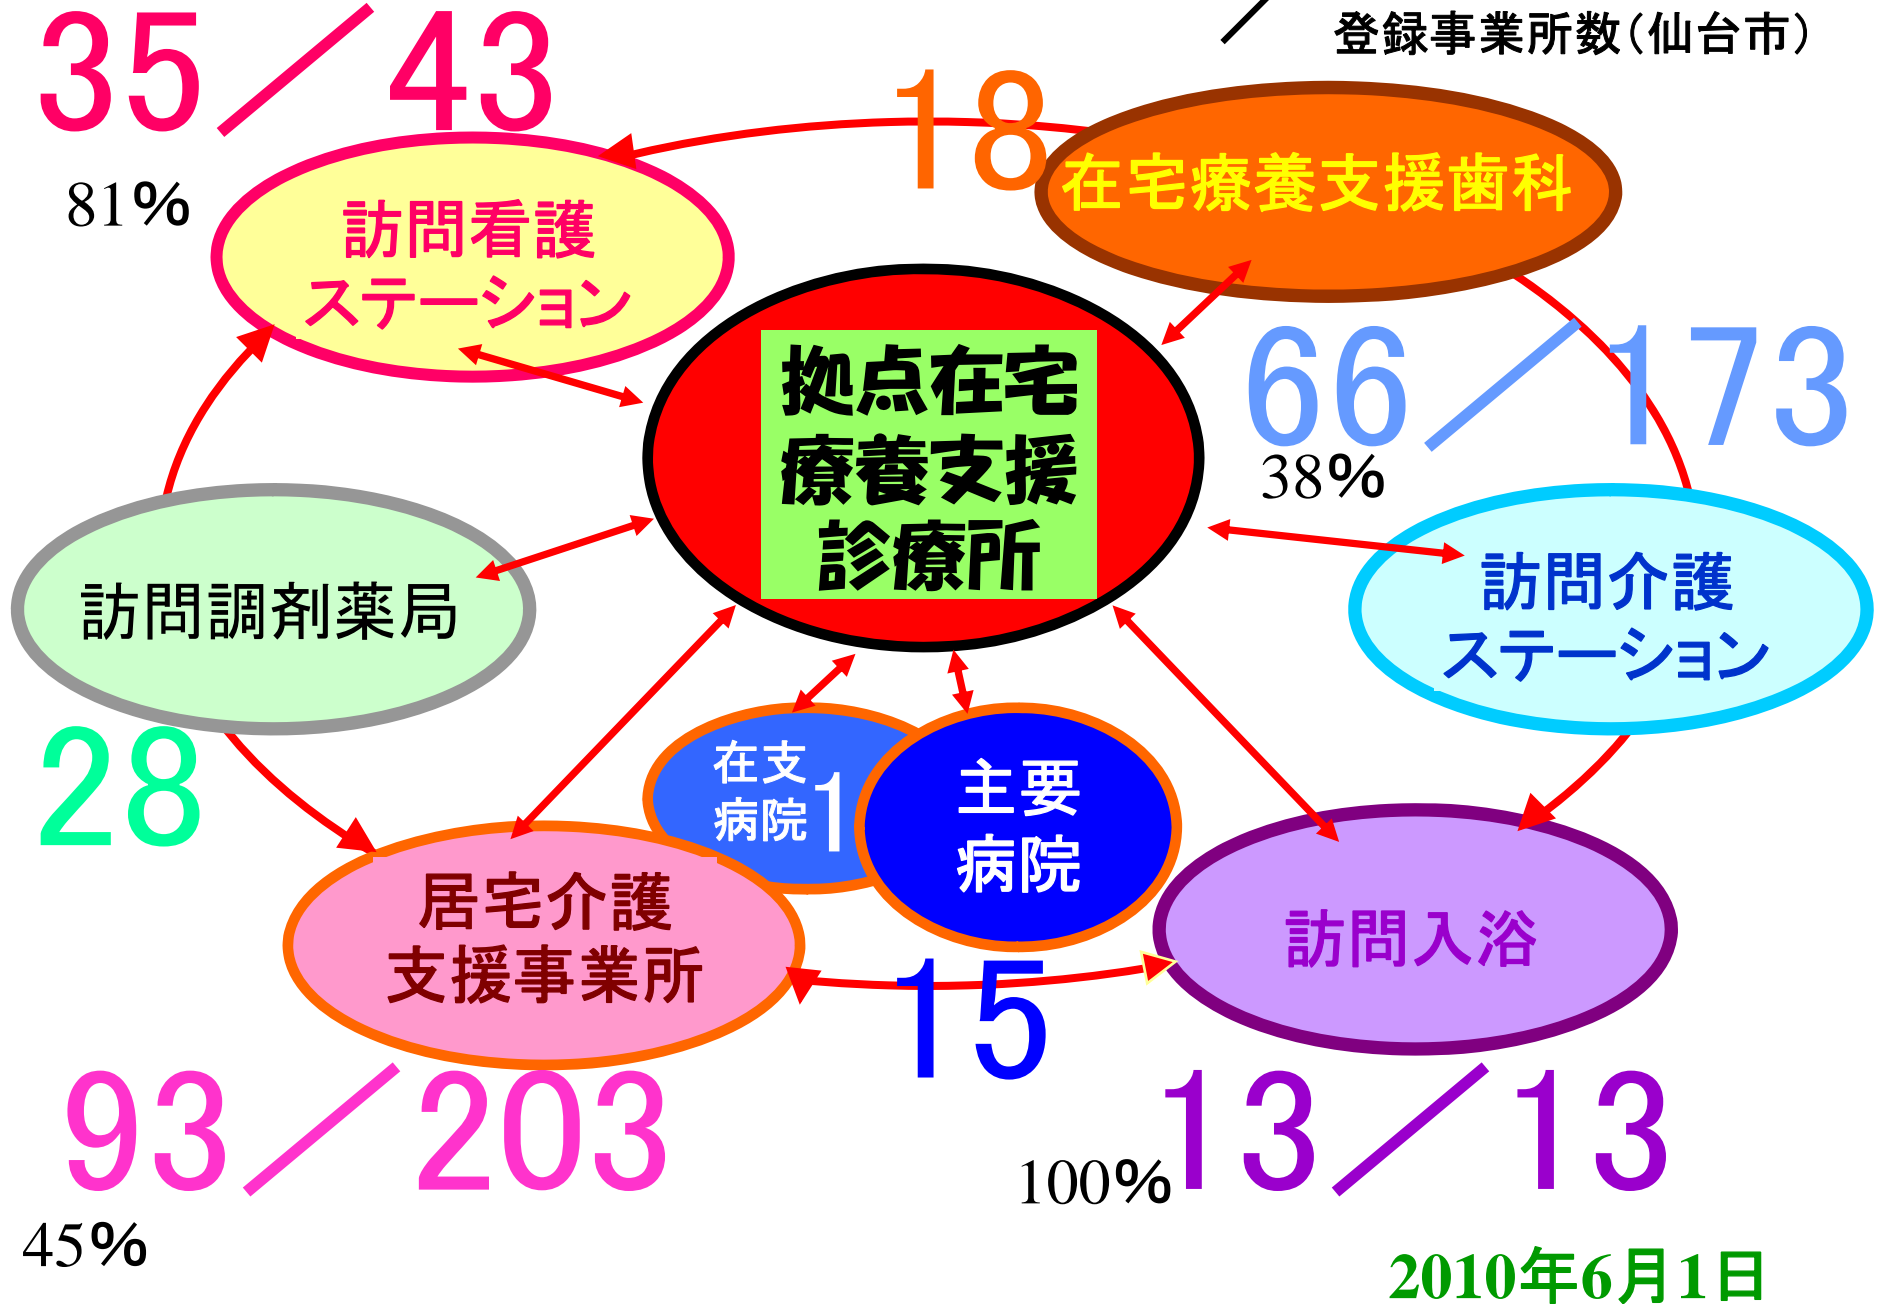 35／43
／登録事業所数（仙台市）
18
81％
訪問看護
ステーション
在宅療養支援歯科
拠点在宅
療養支援
診療所
66／173
38％
訪問調剤薬局
訪問介護
ステーション
28
在支
病院1
主要
病院
居宅介護
支援事業所
訪問入浴
15
93／203
45％
13／13
100％
2010年6月1日